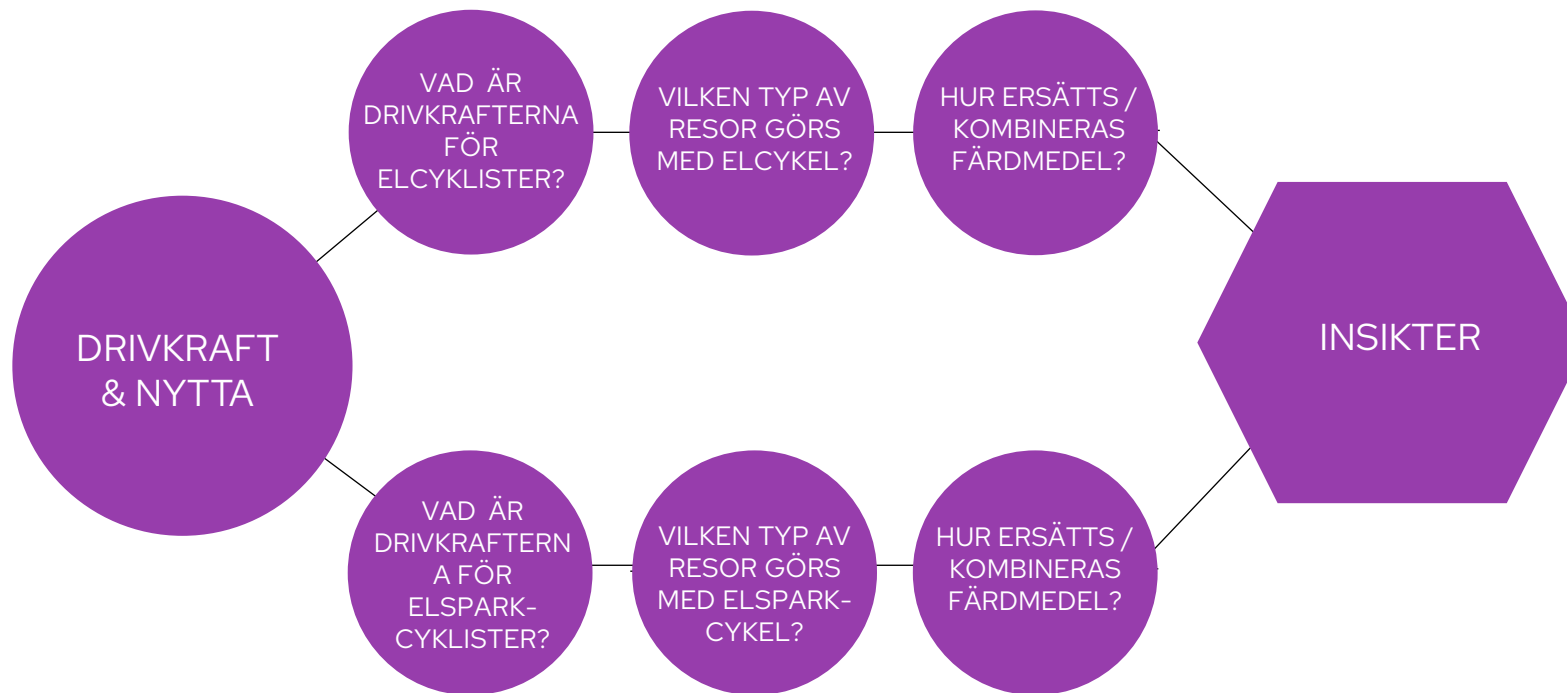 DRIVKRAFT
& NYTTA
VAD ÄR
DRIVKRAFTERNA
FÖR
ELCYKLISTER?
VILKEN TYP AV
RESOR GÖRS
MED ELCYKEL?
HUR ERSÄTTS /
KOMBINERAS
FÄRDMEDEL?
VAD ÄR
DRIVKRAFTERN
A FÖR
ELSPARK-
CYKLISTER?
VILKEN TYP AV
RESOR GÖRS
MED ELSPARK-
CYKEL?
HUR ERSÄTTS /
KOMBINERAS
FÄRDMEDEL?
INSIKTER